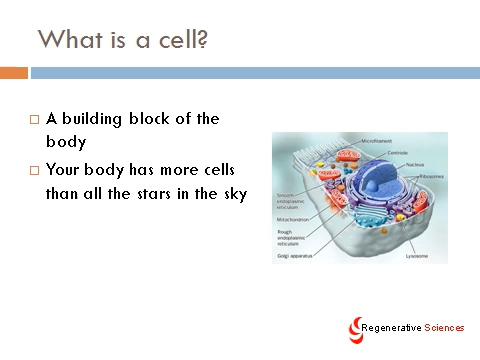 What is a cell?
A building block of the
body
Your body has more cells
than all the stars in the sky
Microfilament
Centriole
Nucleus
Ribosomes
Smooth
endoplasmic
reticulum
Mitochondrion
Rough
endoplasmic
reticulum
Golgi apparatus
Lysosome
Regenerative Sciences